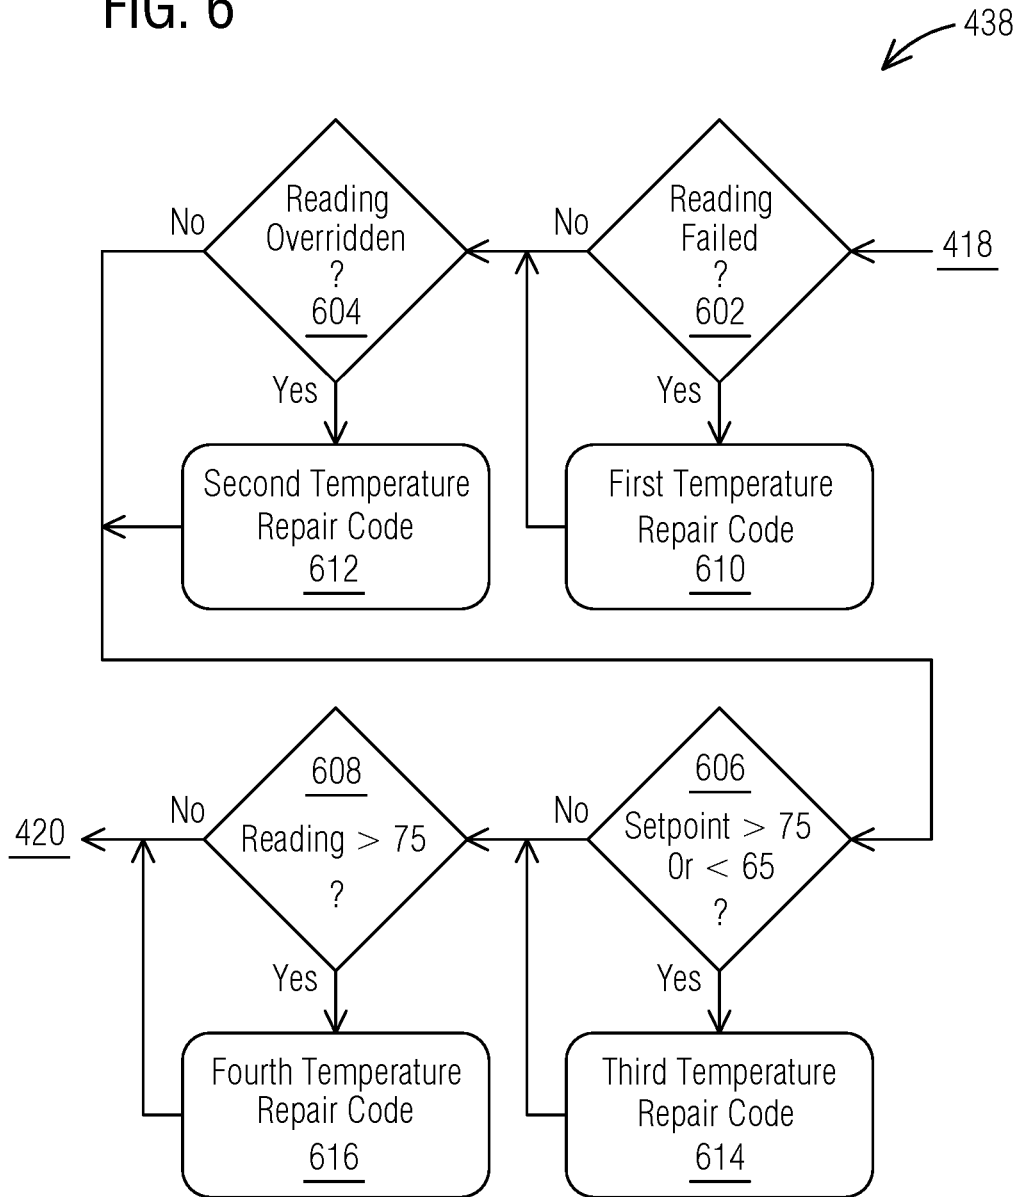 FIG. 6
438
Reading
Overridden
?
604
No
Yes
Reading
Failed
?
602
No
Yes
418
Second Temperature
Repair Code
612
First Temperature
Repair Code
610
608
Reading > 75
?
No
Yes
606
Setpoint > 75
Or < 65
?
No
Yes
420
Fourth Temperature
Repair Code
616
Third Temperature
Repair Code
614